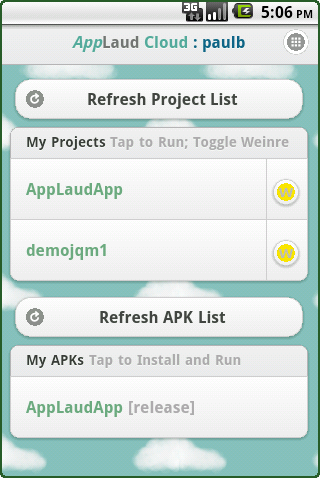 3G 5:06 PM
AppLaud Cloud : paulb
Refresh Project List
My Projects Tap to Run; Toggle Weinre
AppLaudApp W
demojqm1 W
Refresh APK List
My APKs Tap to Install and Run
AppLaudApp [release]